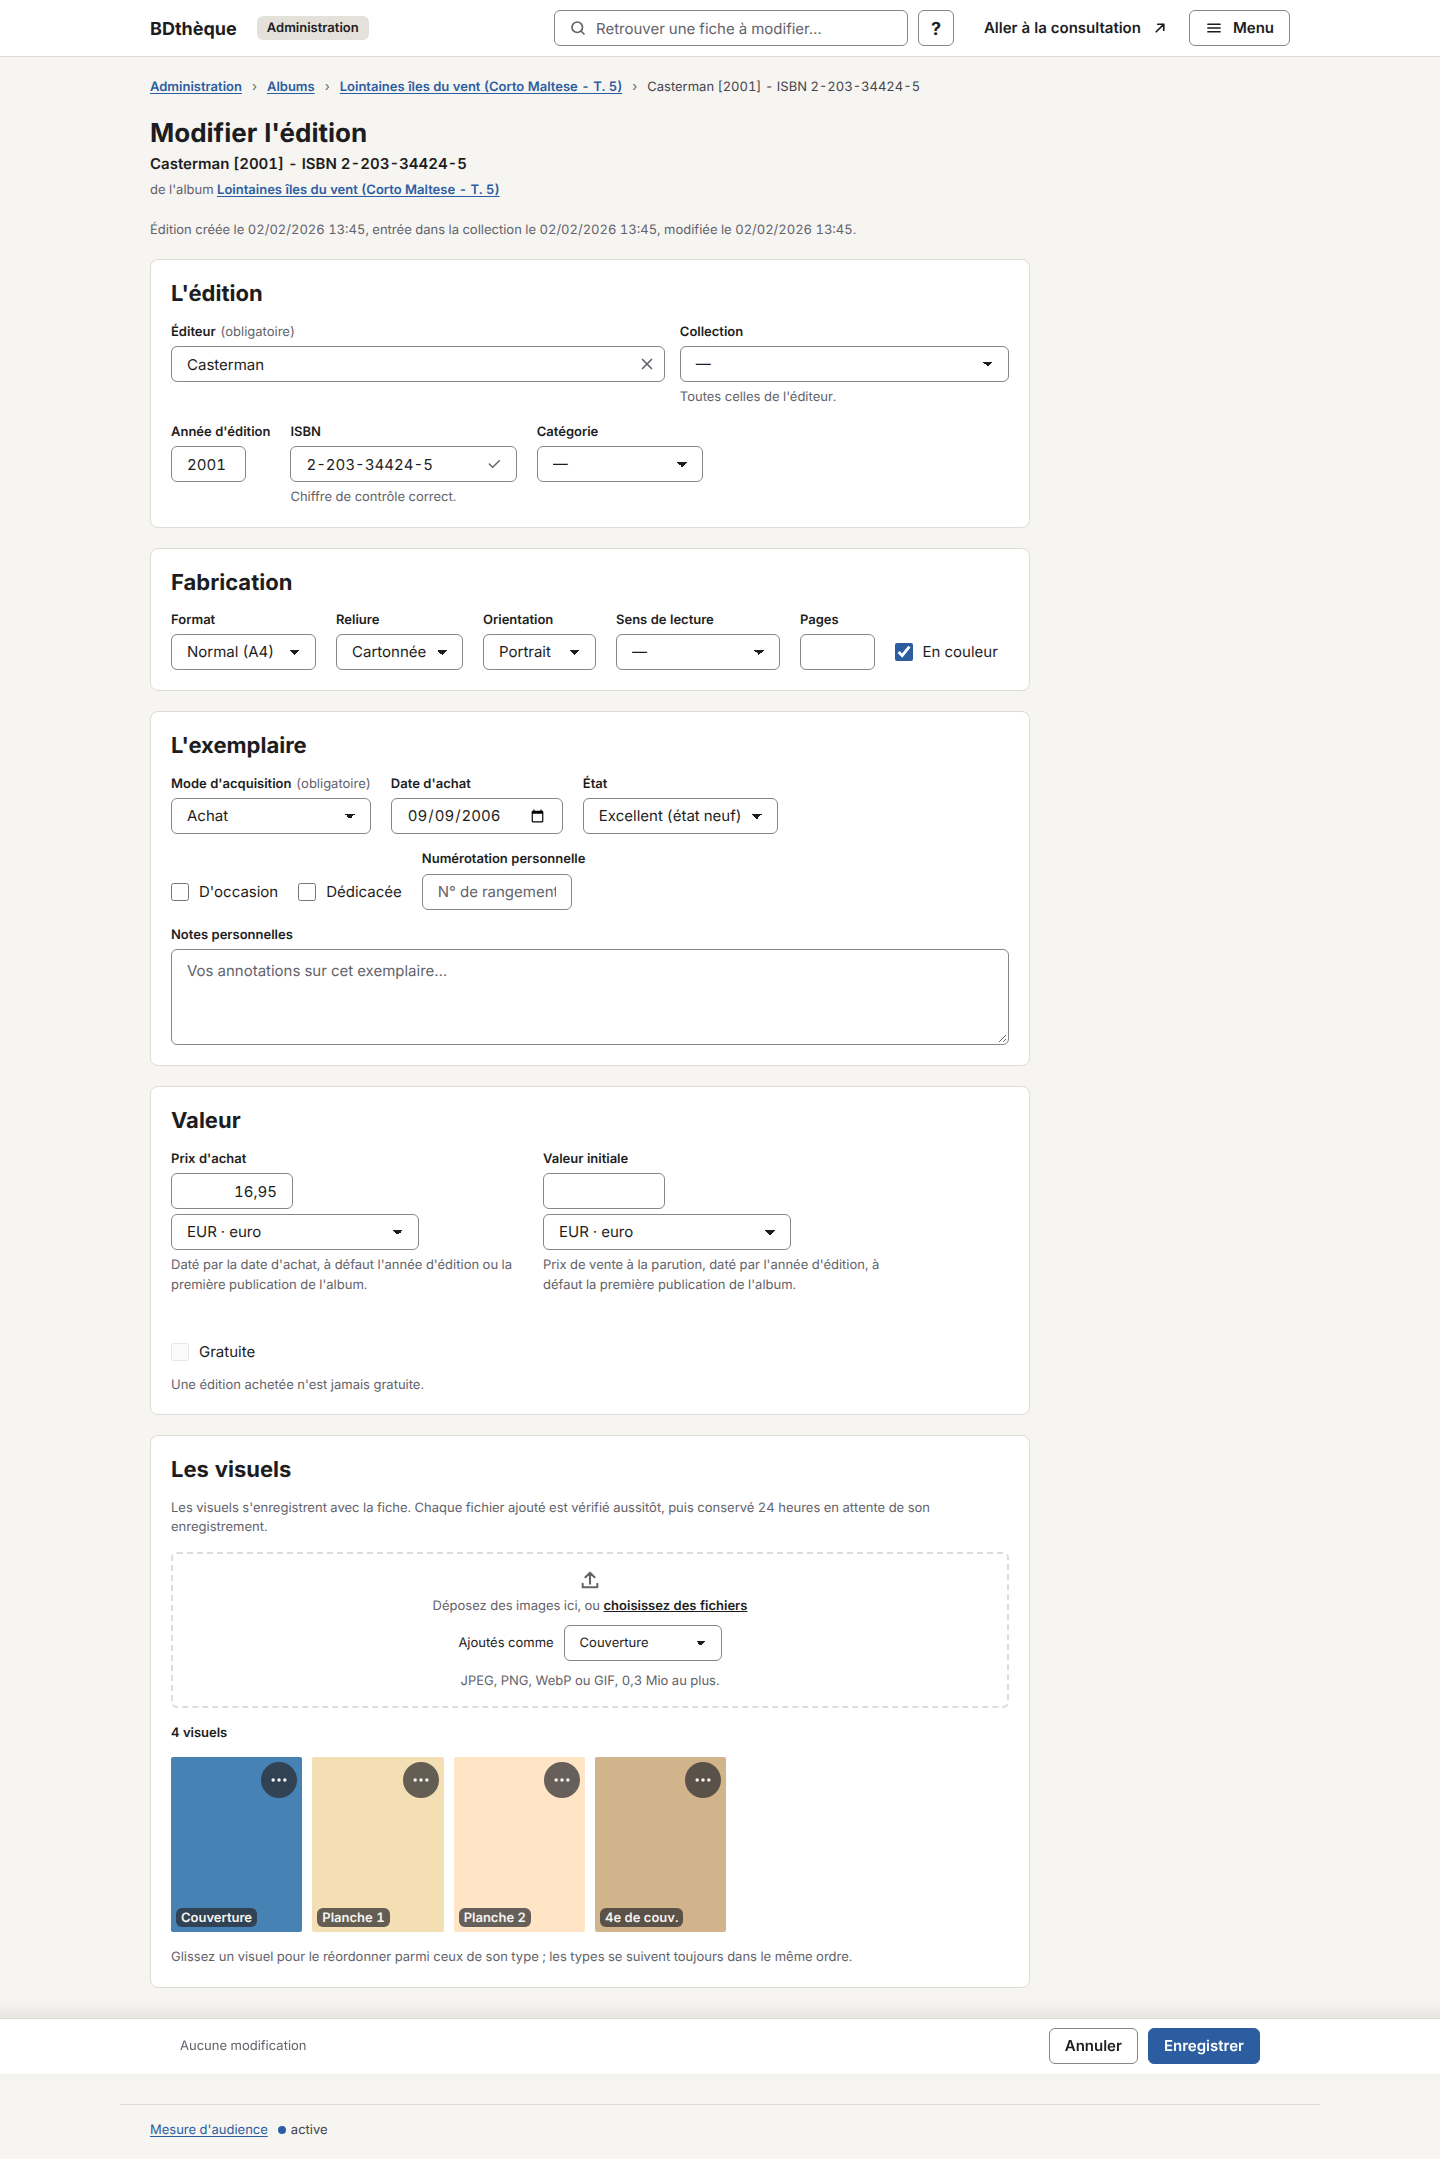 BDthèque Administration Retrouver une fiche à modifier... ? Aller à la consultation Menu
Administration › Albums › Lointaines îles du vent (Corto Maltese - T. 5) › Casterman [2001] - ISBN 2-203-34424-5
Modifier l'édition
Casterman [2001] - ISBN 2-203-34424-5
de l'album Lointaines îles du vent (Corto Maltese - T. 5)
Édition créée le 02/02/2026 13:45, entrée dans la collection le 02/02/2026 13:45, modifiée le 02/02/2026 13:45.
L'édition
Éditeur (obligatoire) Collection
Casterman —
Toutes celles de l'éditeur.
Année d'édition ISBN Catégorie
2001 2-203-34424-5 —
Chiffre de contrôle correct.
Fabrication
Format Reliure Orientation Sens de lecture Pages
Normal (A4) Cartonnée Portrait — En couleur
L'exemplaire
Mode d'acquisition (obligatoire) Date d'achat État
Achat 09/09/2006 Excellent (état neuf)
Numérotation personnelle
D'occasion Dédicacée N° de rangement
Notes personnelles
Vos annotations sur cet exemplaire...
Valeur
Prix d'achat Valeur initiale
16,95
EUR · euro EUR · euro
Daté par la date d'achat, à défaut l'année d'édition ou la Prix de vente à la parution, daté par l'année d'édition, à
première publication de l'album. défaut la première publication de l'album.
Gratuite
Une édition achetée n'est jamais gratuite.
Les visuels
Les visuels s'enregistrent avec la fiche. Chaque fichier ajouté est vérifié aussitôt, puis conservé 24 heures en attente de son
enregistrement.
Déposez des images ici, ou choisissez des fichiers
Ajoutés comme Couverture
JPEG, PNG, WebP ou GIF, 0,3 Mio au plus.
4 visuels
Couverture Planche 1 Planche 2 4e de couv.
Glissez un visuel pour le réordonner parmi ceux de son type ; les types se suivent toujours dans le même ordre.
Aucune modification Annuler Enregistrer
Mesure d'audience active